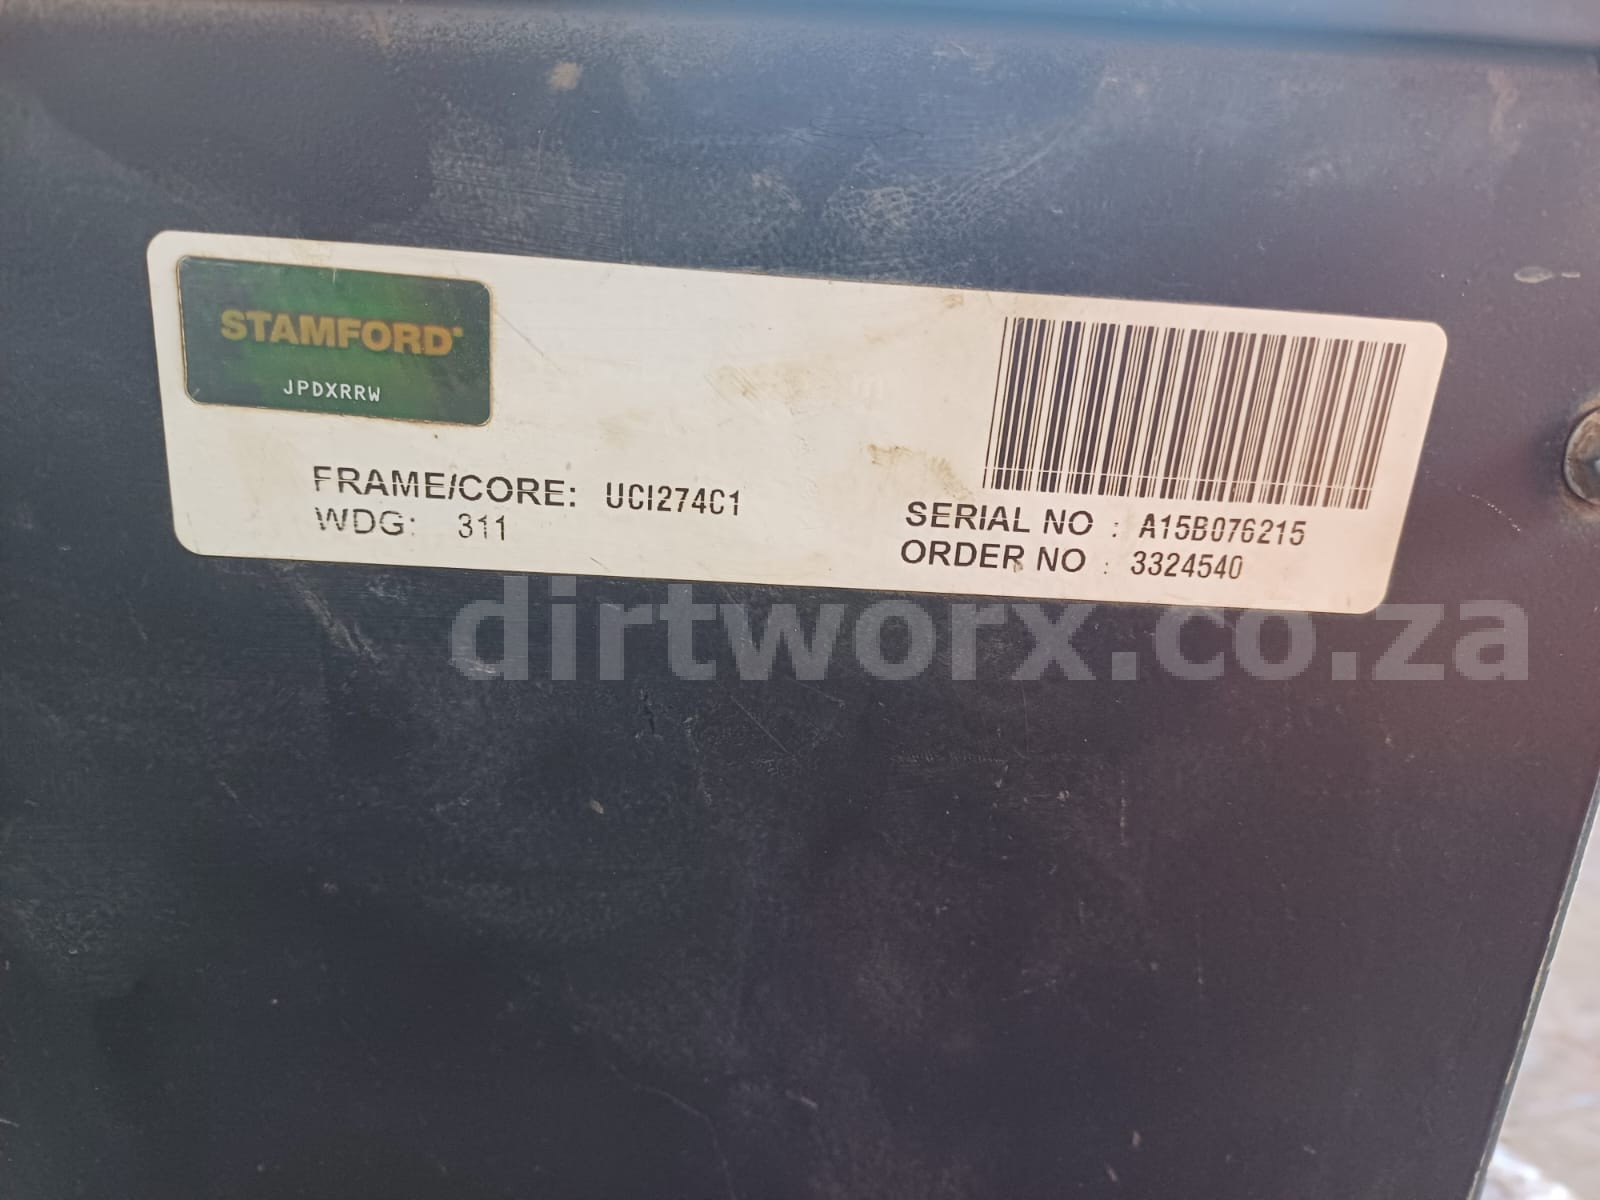 STAMFORD
JPDXRRW
FRAME/CORE: UCI274C1
WDG: 311
SERIAL NO : A15B076215
ORDER NO : 3324540
dirtworx.co.za